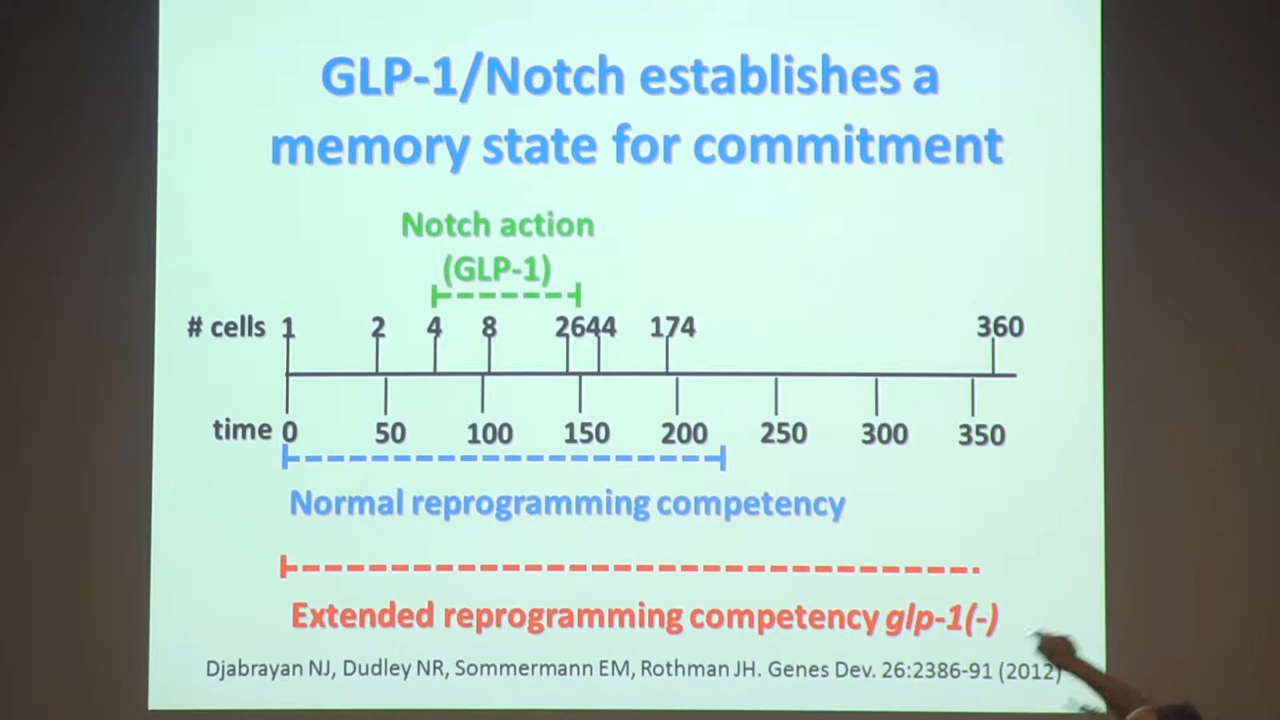 GLP-1/Notch establishes a
memory state for commitment
Notch action
(GLP-1)
# cells 1 2 4 8 26 44 174 360
time 0 50 100 150 200 250 300 350
Normal reprogramming competency
Extended reprogramming competency glp-1(-)
Djabrayan NJ, Dudley NR, Sommermann EM, Rothman JH. Genes Dev. 26:2386-91 (2012)